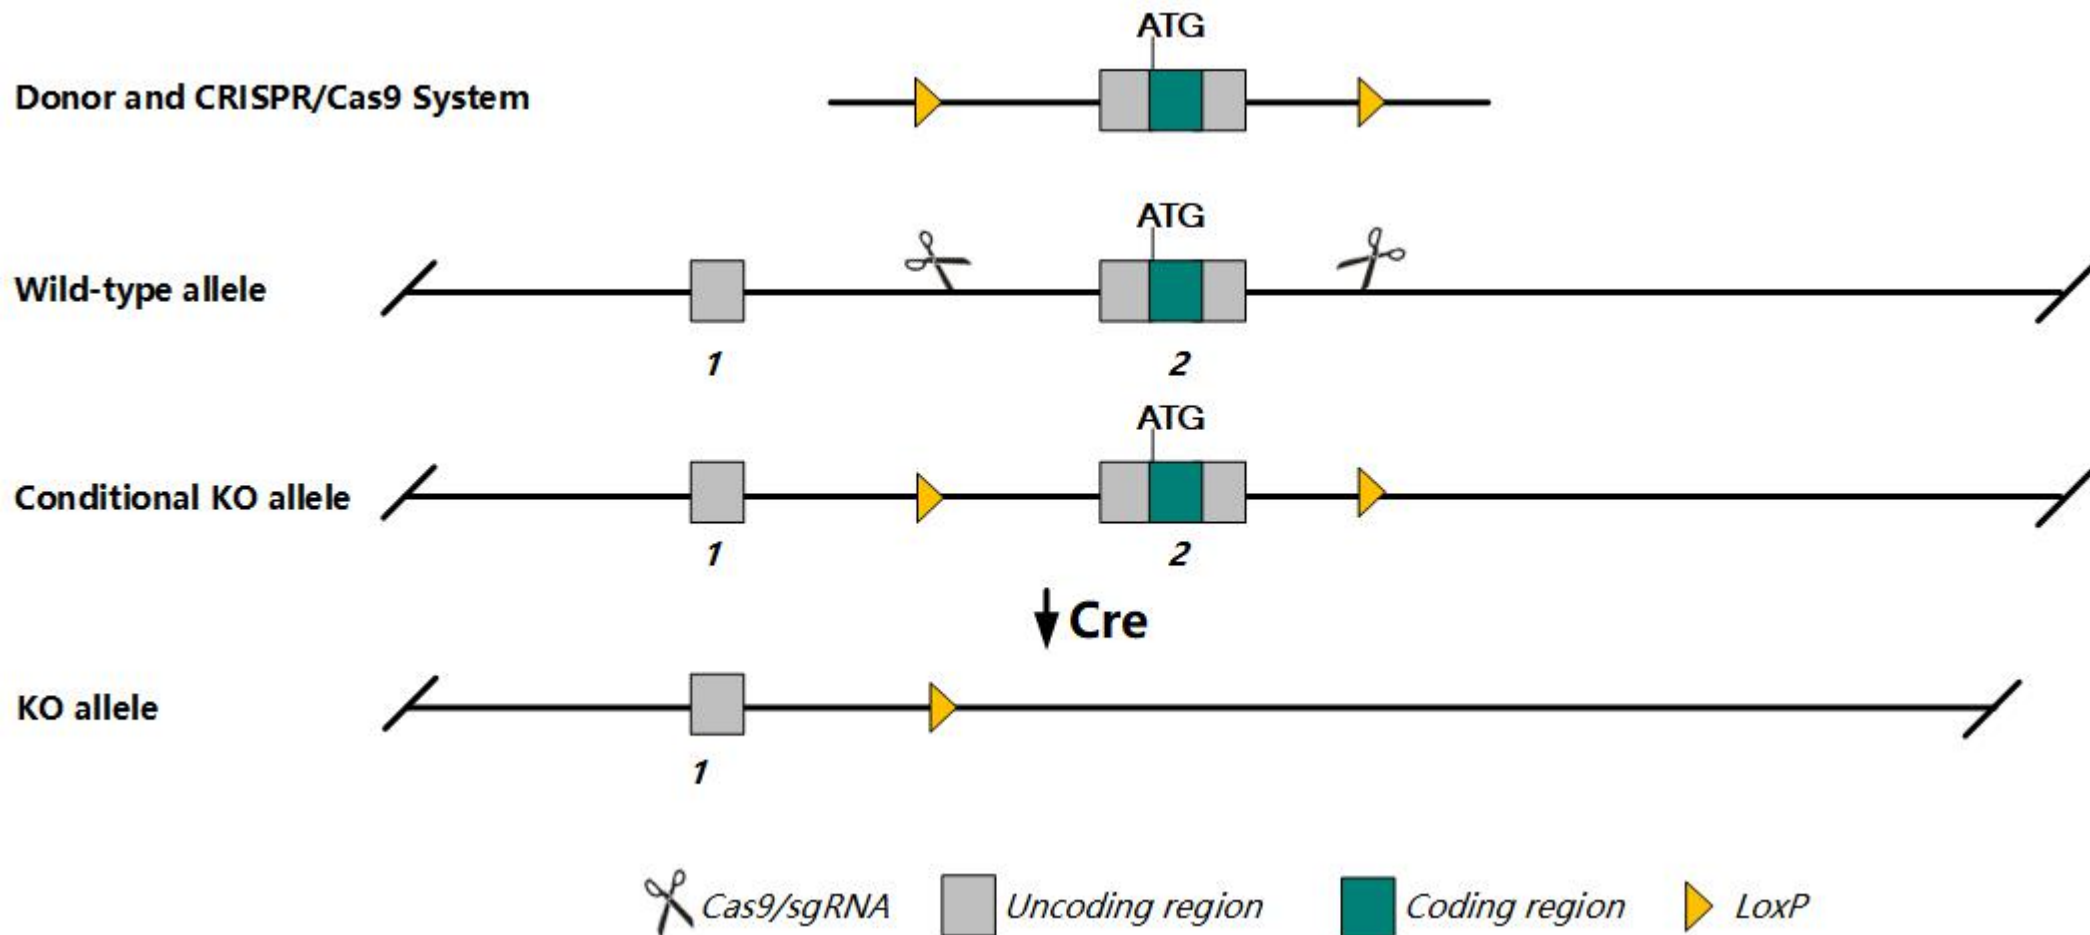 ATG
Donor and CRISPR/Cas9 System
ATG
Wild-type allele
1 2
ATG
Conditional KO allele
1 2
Cre
KO allele
1
Cas9/sgRNA Uncoding region Coding region LoxP